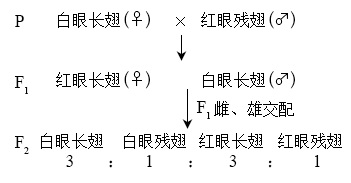 P 白眼长翅(♀) × 红眼残翅(♂)
F₁ 红眼长翅(♀) 白眼长翅(♂)
F₁雌、雄交配
F₂ 白眼长翅 白眼残翅 红眼长翅 红眼残翅
3 : 1 : 3 : 1